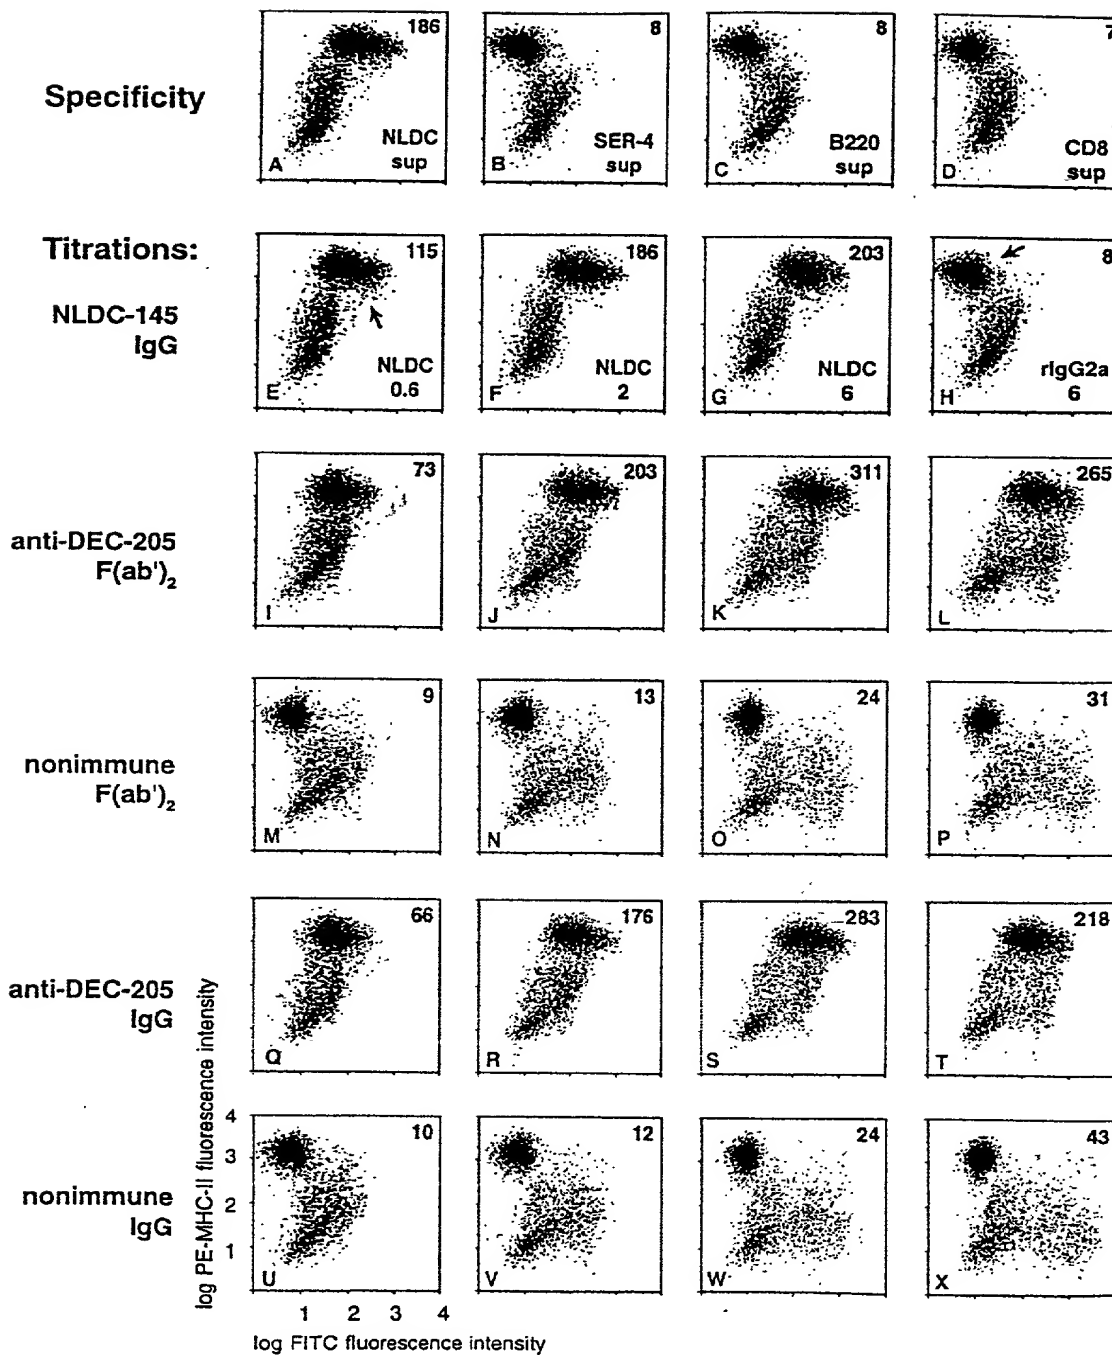 186
8
8
7
Specificity
NLDC
sup
SER-4
sup
B220
sup
CD8
sup
A
B
C
D
Titrations:
NLDC-145
IgG
115
186
203
8
NLDC
0.6
NLDC
2
NLDC
6
rIgG2a
6
E
F
G
H
anti-DEC-205
F(ab')₂
73
203
311
265
I
J
K
L
nonimmune
F(ab')₂
9
13
24
31
M
N
O
P
anti-DEC-205
IgG
66
176
283
218
Q
R
S
T
nonimmune
IgG
10
12
24
43
U
V
W
X
log PE-MHC-II fluorescence intensity
4
3
2
1
1 2 3 4
log FITC fluorescence intensity